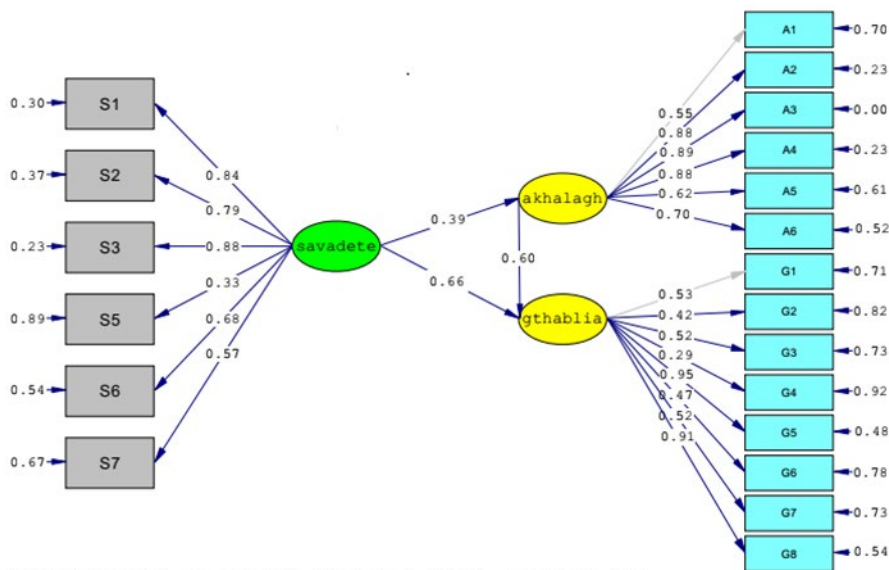 0.30 S1
0.37 S2
0.23 S3
0.89 S5
0.54 S6
0.67 S7
0.84
0.79
0.88
0.33
0.68
0.57
savadete
0.39
0.66
akhalagh
0.60
gthablia
0.55
0.88
0.89
0.88
0.62
0.70
0.53
0.42
0.52
0.29
0.95
0.47
0.52
0.91
A1 0.70
A2 0.23
A3 0.00
A4 0.23
A5 0.61
A6 0.52
G1 0.71
G2 0.82
G3 0.73
G4 0.92
G5 0.48
G6 0.78
G7 0.73
G8 0.54